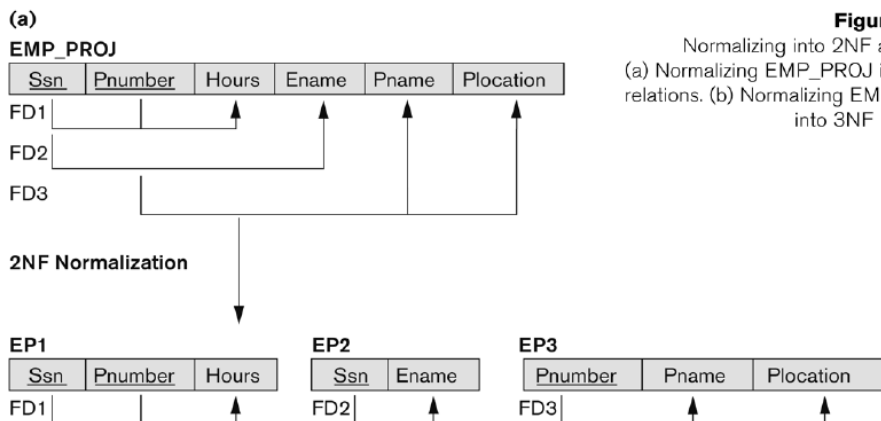 (a)
EMP_PROJ
Ssn Pnumber Hours Ename Pname Plocation
FD1
FD2
FD3
2NF Normalization
EP1
Ssn Pnumber Hours
FD1
EP2
Ssn Ename
FD2
EP3
Pnumber Pname Plocation
FD3
Figur
Normalizing into 2NF a
(a) Normalizing EMP_PROJ i
relations. (b) Normalizing EM
into 3NF